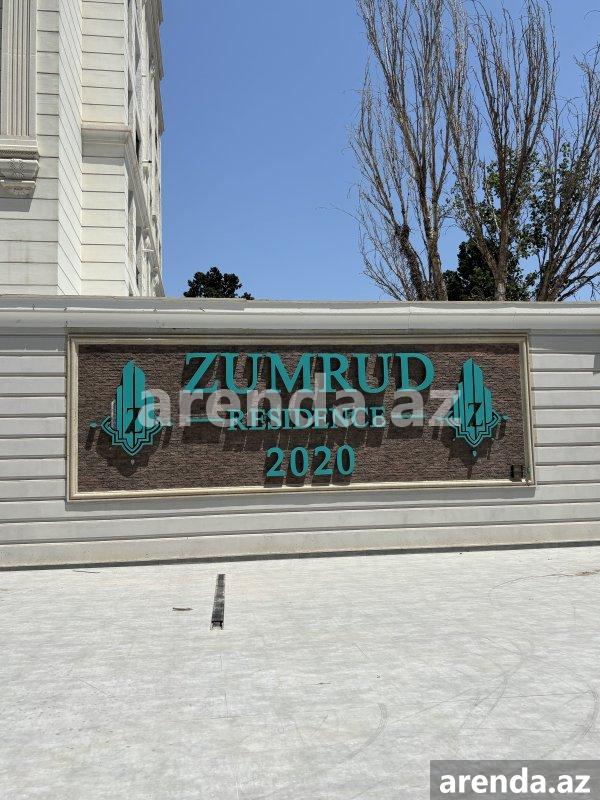 ZUMRUD
Z RESIDENCE Z
2020
arenda.az
arenda.az